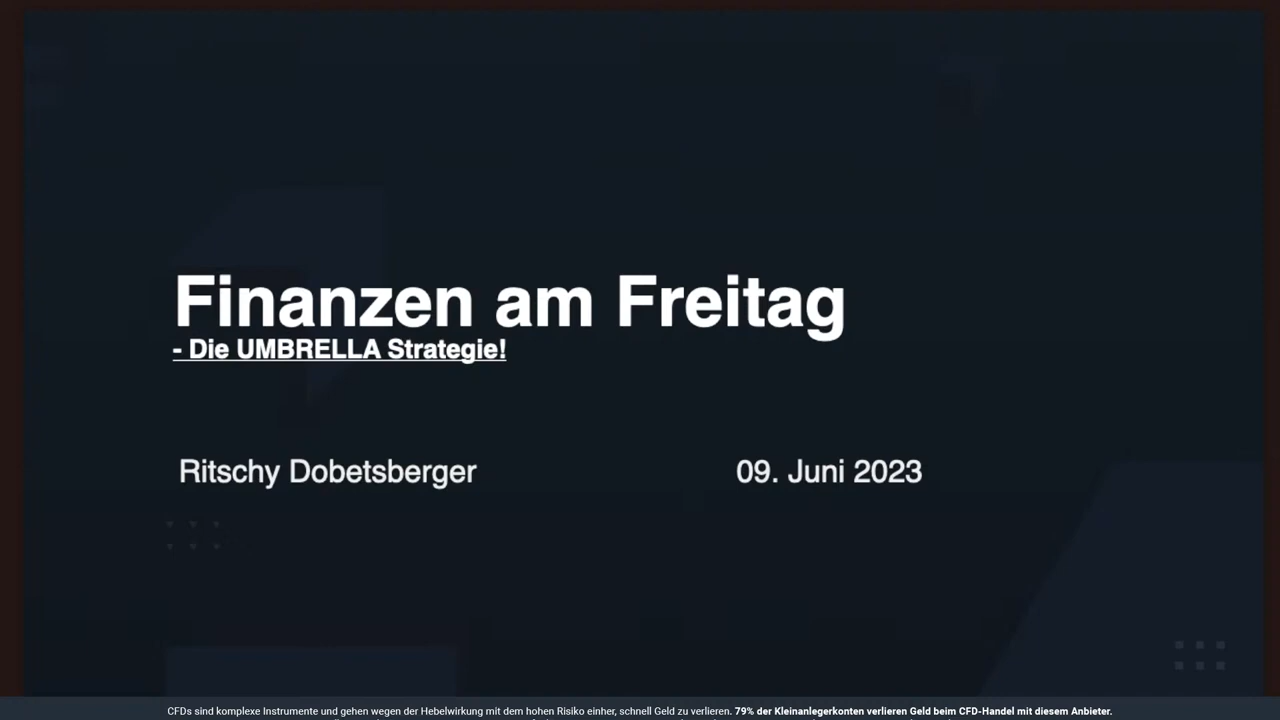 Finanzen am Freitag
- Die UMBRELLA Strategie!
Ritschy Dobetsberger 09. Juni 2023
CFDs sind komplexe Instrumente und gehen wegen der Hebelwirkung mit dem hohen Risiko einher, schnell Geld zu verlieren. 79% der Kleinanlegerkonten verlieren Geld beim CFD-Handel mit diesem Anbieter.